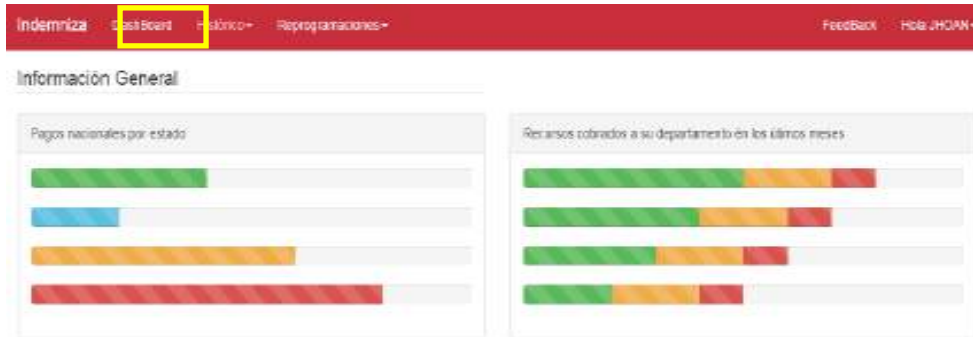 Indemniza DashBoard Histórico Reprogramaciones FeedBack Hola JHOAN
Información General
Pagos nacionales por estado
Recursos cobrados a su departamento en los útimos meses